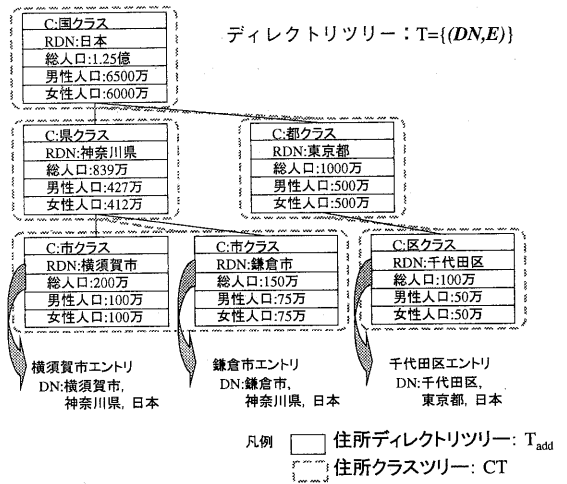 C:国クラス
RDN:日本
総人口:1.25億
男性人口:6500万
女性人口:6000万
ディレクトリツリー:T={(DN,E)}
C:県クラス
RDN:神奈川県
総人口:839万
男性人口:427万
女性人口:412万
C:都クラス
RDN:東京都
総人口:1000万
男性人口:500万
女性人口:500万
C:市クラス
RDN:横須賀市
総人口:200万
男性人口:100万
女性人口:100万
C:市クラス
RDN:鎌倉市
総人口:150万
男性人口:75万
女性人口:75万
C:区クラス
RDN:千代田区
総人口:100万
男性人口:50万
女性人口:50万
横須賀市エントリ
DN:横須賀市,
神奈川県, 日本
鎌倉市エントリ
DN:鎌倉市,
神奈川県, 日本
千代田区エントリ
DN:千代田区,
東京都, 日本
凡例
住所ディレクトリツリー: Tadd
住所クラスツリー: CT